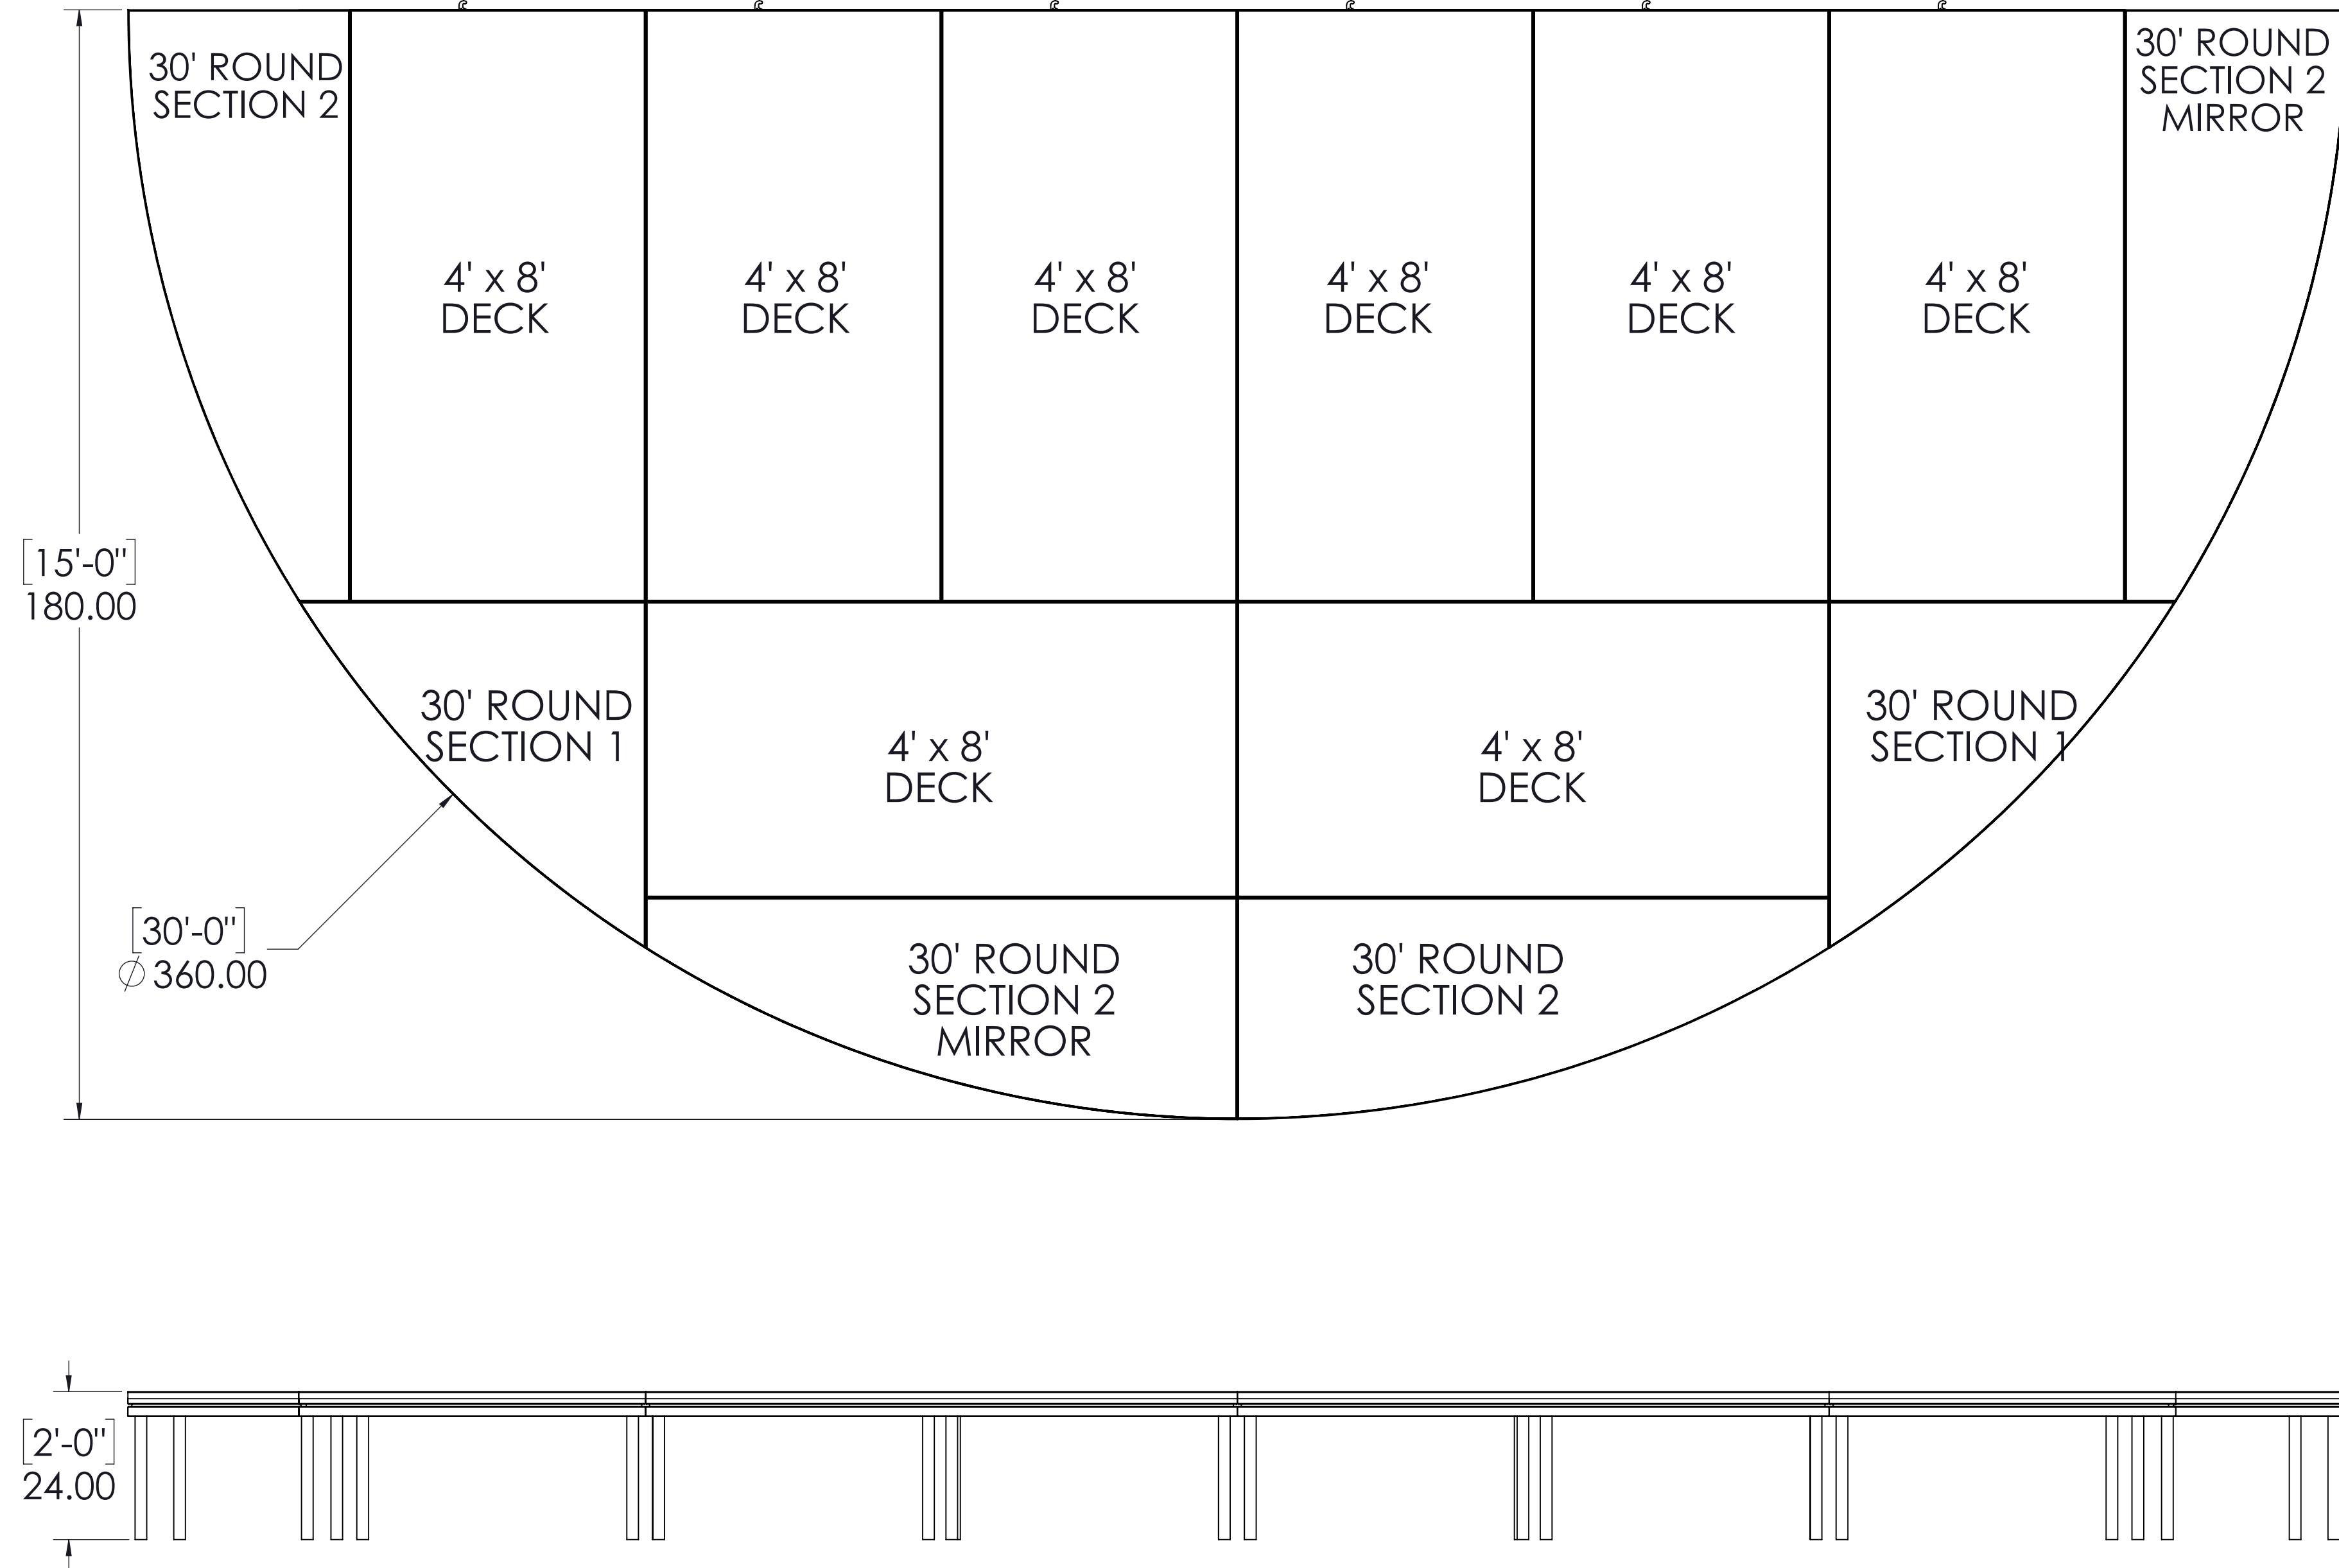 30' ROUND
SECTION 2
30' ROUND
SECTION 2
MIRROR
4' x 8'
DECK
4' x 8'
DECK
4' x 8'
DECK
4' x 8'
DECK
4' x 8'
DECK
4' x 8'
DECK
[15'-0"]
180.00
30' ROUND
SECTION 1
4' x 8'
DECK
4' x 8'
DECK
30' ROUND
SECTION 1
[30'-0"]
⌀ 360.00
30' ROUND
SECTION 2
MIRROR
30' ROUND
SECTION 2
[2'-0"]
24.00